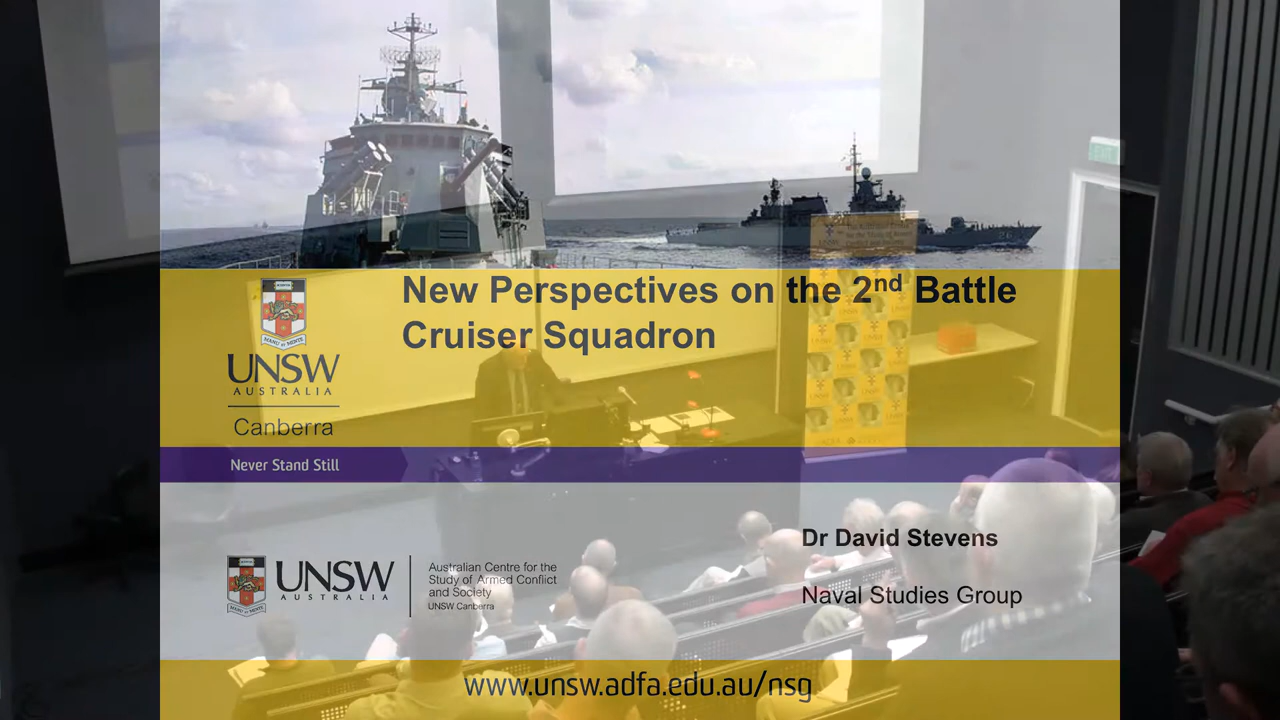 New Perspectives on the 2nd Battle
Cruiser Squadron
UNSW
AUSTRALIA
Canberra
Never Stand Still
Dr David Stevens
Naval Studies Group
UNSW
AUSTRALIA
Australian Centre for the
Study of Armed Conflict
and Society
UNSW Canberra
www.unsw.adfa.edu.au/nsg